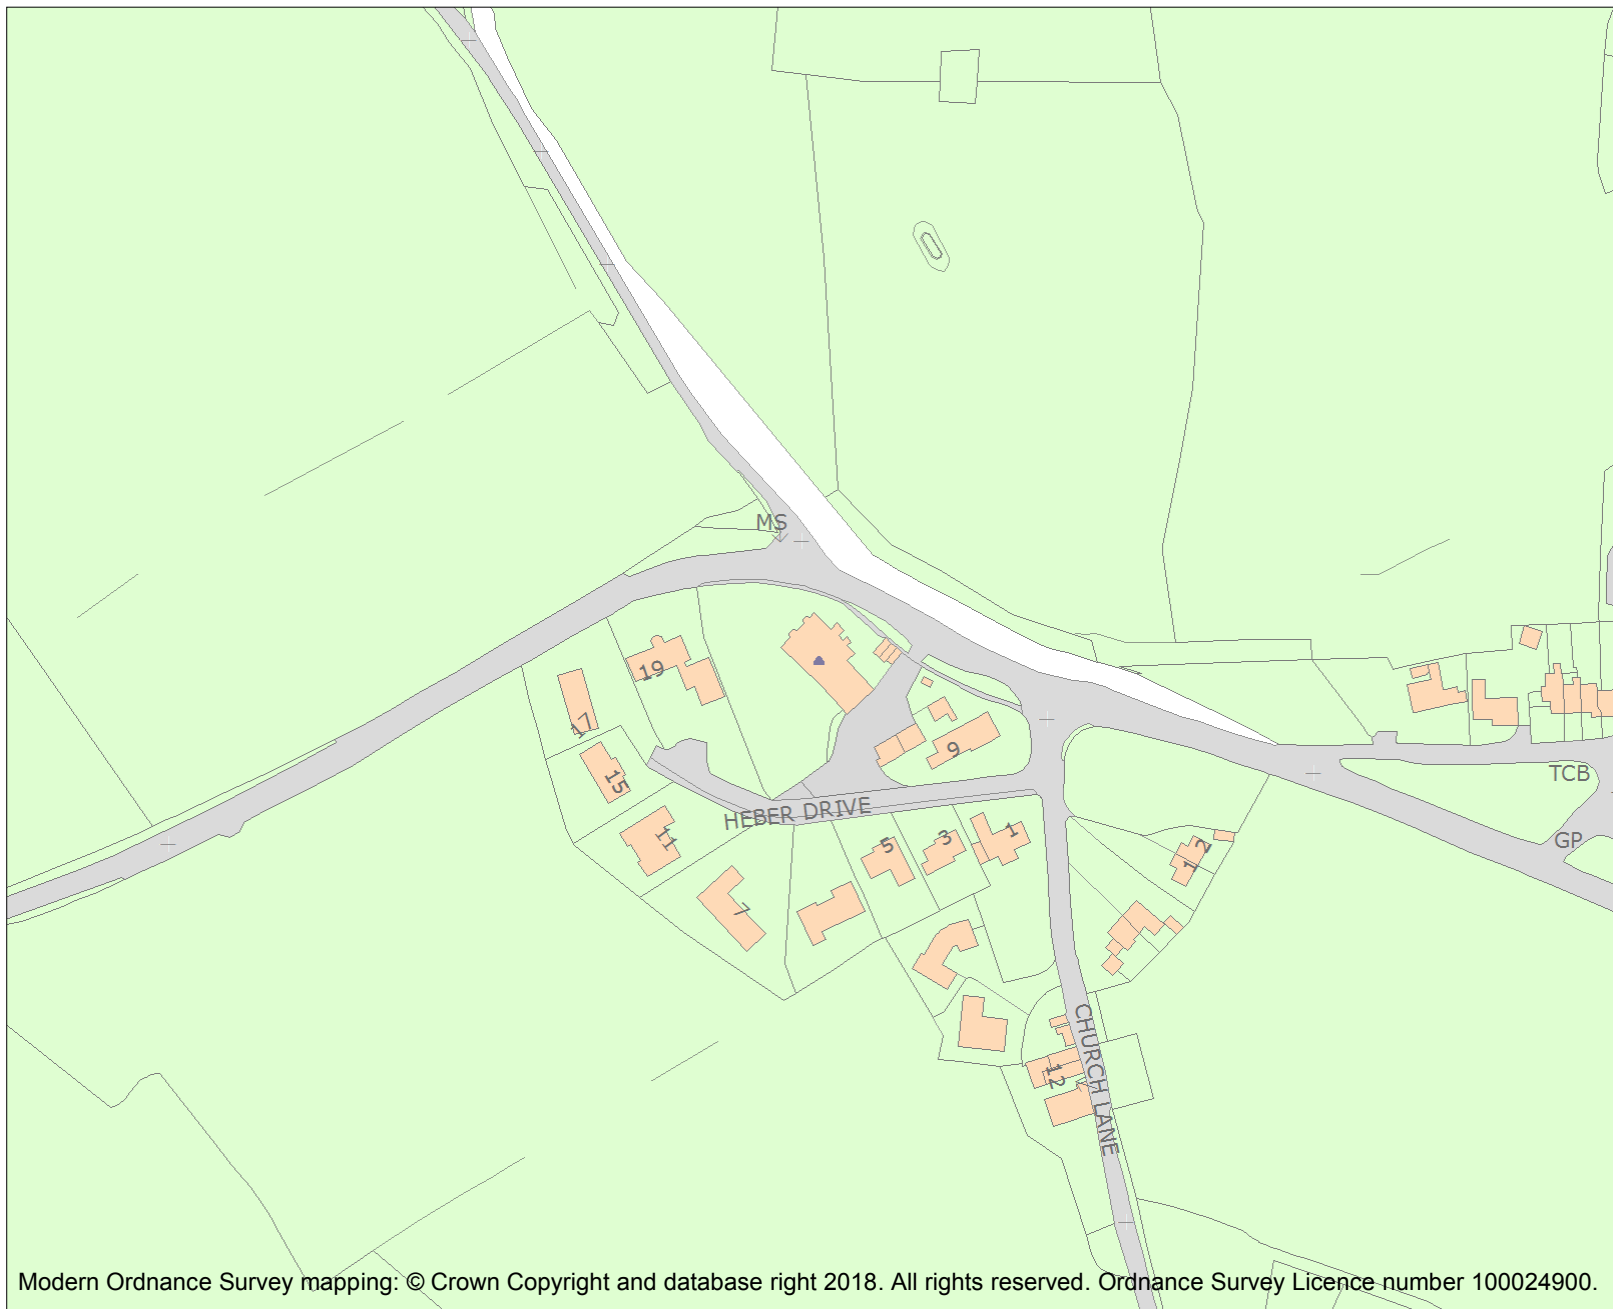 MS
19
17
9
15
TCB
HEBER DRIVE
11
5
3
1
GP
1 2
7
CHURCH LANE
12
Modern Ordnance Survey mapping: © Crown Copyright and database right 2018. All rights reserved. Ordnance Survey Licence number 100024900.